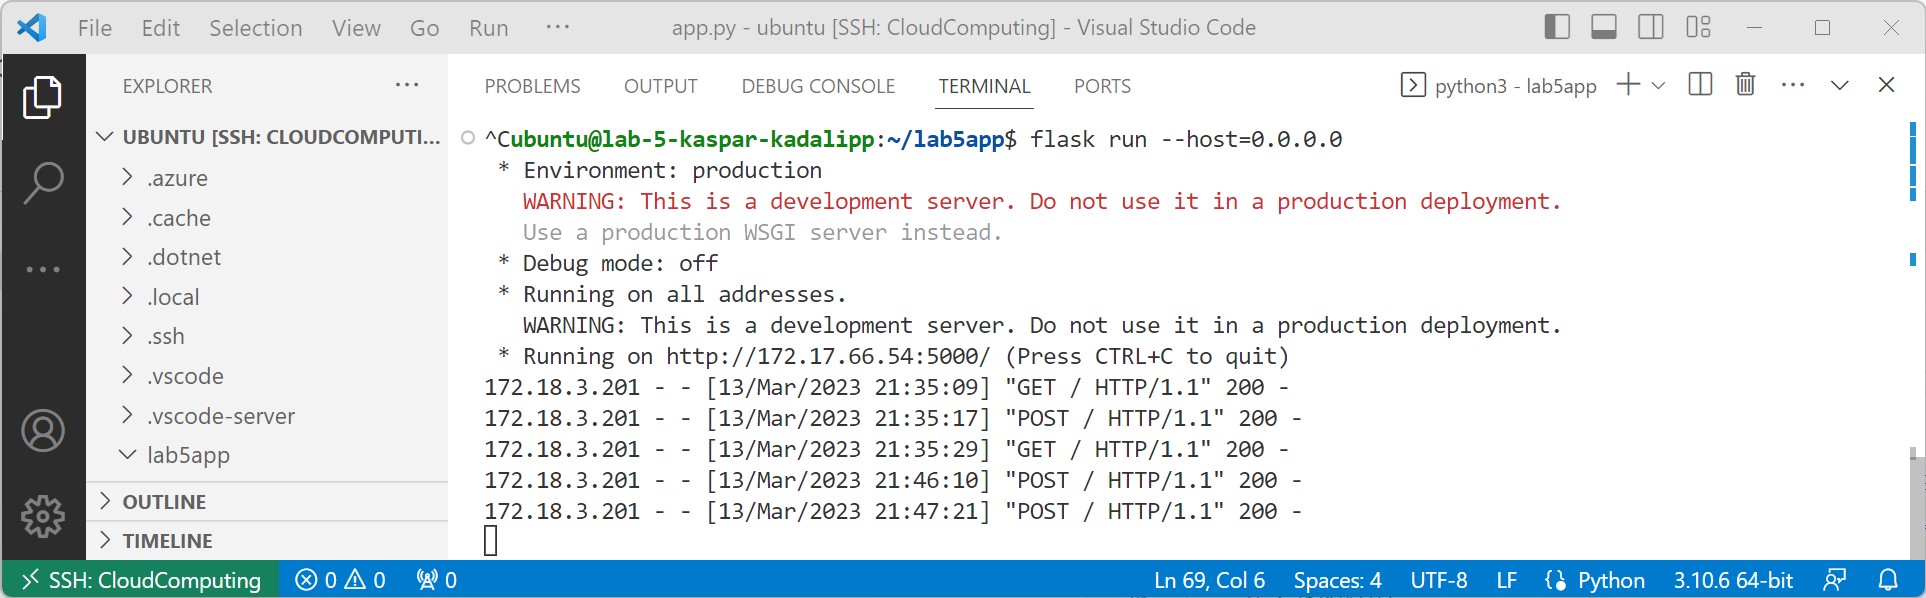 File Edit Selection View Go Run ··· app.py - ubuntu [SSH: CloudComputing] - Visual Studio Code
EXPLORER ···
UBUNTU [SSH: CLOUDCOMPUTI...
.azure
.cache
.dotnet
.local
.ssh
.vscode
.vscode-server
lab5app
OUTLINE
TIMELINE
PROBLEMS OUTPUT DEBUG CONSOLE TERMINAL PORTS python3 - lab5app ···
^Cubuntu@lab-5-kaspar-kadalipp:~/lab5app$ flask run --host=0.0.0.0
* Environment: production
WARNING: This is a development server. Do not use it in a production deployment.
Use a production WSGI server instead.
* Debug mode: off
* Running on all addresses.
WARNING: This is a development server. Do not use it in a production deployment.
* Running on http://172.17.66.54:5000/ (Press CTRL+C to quit)
172.18.3.201 - - [13/Mar/2023 21:35:09] "GET / HTTP/1.1" 200 -
172.18.3.201 - - [13/Mar/2023 21:35:17] "POST / HTTP/1.1" 200 -
172.18.3.201 - - [13/Mar/2023 21:35:29] "GET / HTTP/1.1" 200 -
172.18.3.201 - - [13/Mar/2023 21:46:10] "POST / HTTP/1.1" 200 -
172.18.3.201 - - [13/Mar/2023 21:47:21] "POST / HTTP/1.1" 200 -
SSH: CloudComputing 0 0 0 Ln 69, Col 6 Spaces: 4 UTF-8 LF Python 3.10.6 64-bit